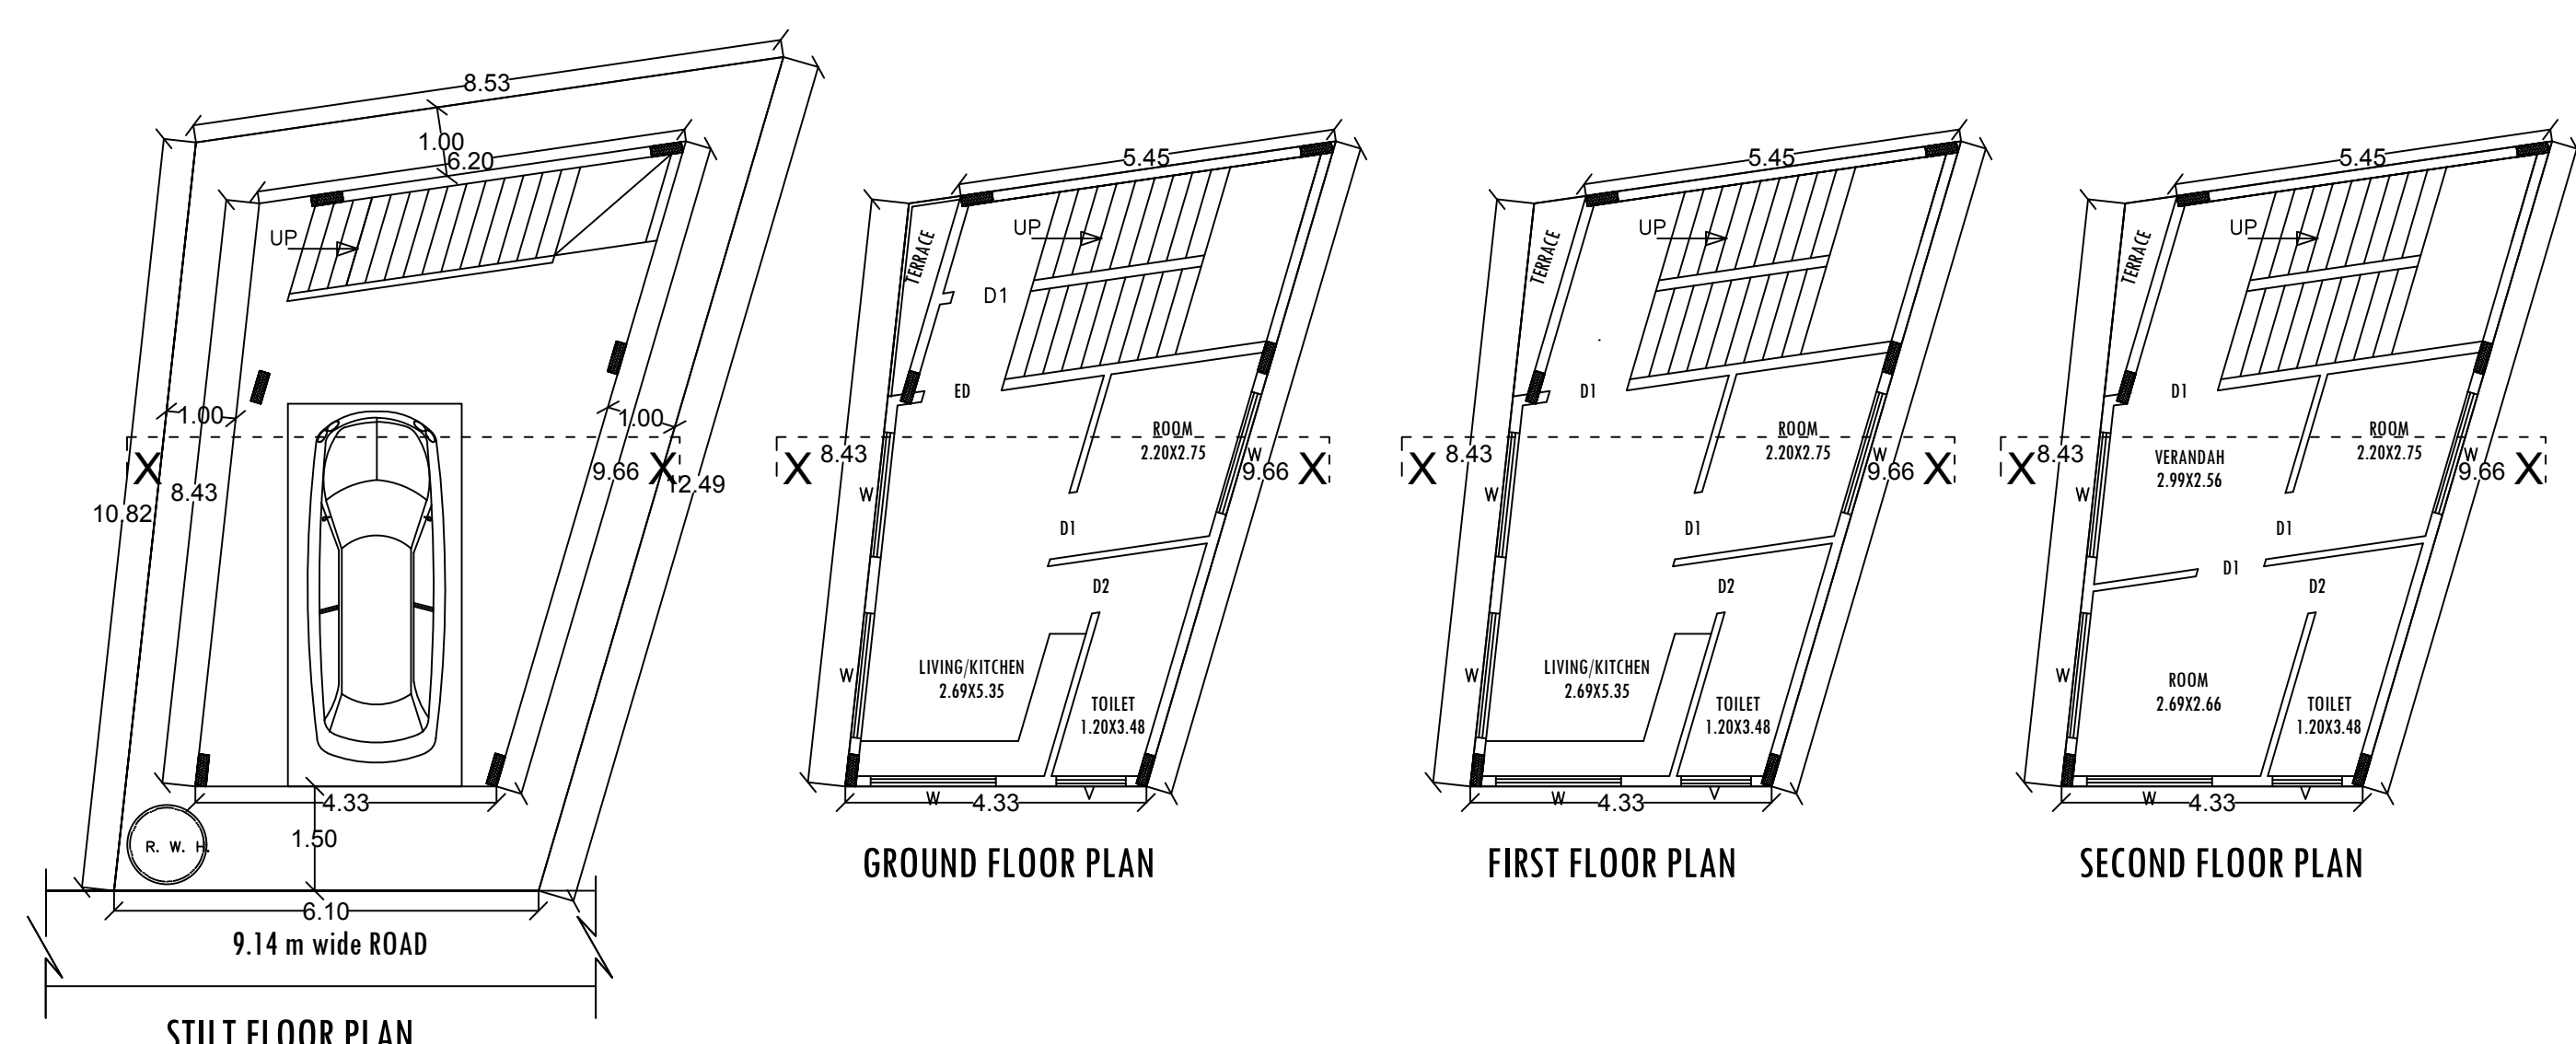 8.53
1.00
6.20
UP
1.00
1.00
X
X
8.43
9.66
12.49
10.82
4.33
1.50
R. W. H.
6.10
9.14 m wide ROAD
STILT FLOOR PLAN
5.45
UP
TERRACE
D1
ED
ROOM
2.20X2.75
X
8.43
W
W
9.66
X
D1
D2
W
LIVING/KITCHEN
2.69X5.35
TOILET
1.20X3.48
W
V
4.33
GROUND FLOOR PLAN
5.45
UP
TERRACE
D1
ROOM
2.20X2.75
X
8.43
W
W
9.66
X
D1
D2
W
LIVING/KITCHEN
2.69X5.35
TOILET
1.20X3.48
W
V
4.33
FIRST FLOOR PLAN
5.45
UP
TERRACE
D1
ROOM
2.20X2.75
X
8.43
VERANDAH
2.99X2.56
W
W
9.66
X
D1
D1
D2
W
ROOM
2.69X2.66
TOILET
1.20X3.48
W
V
4.33
SECOND FLOOR PLAN